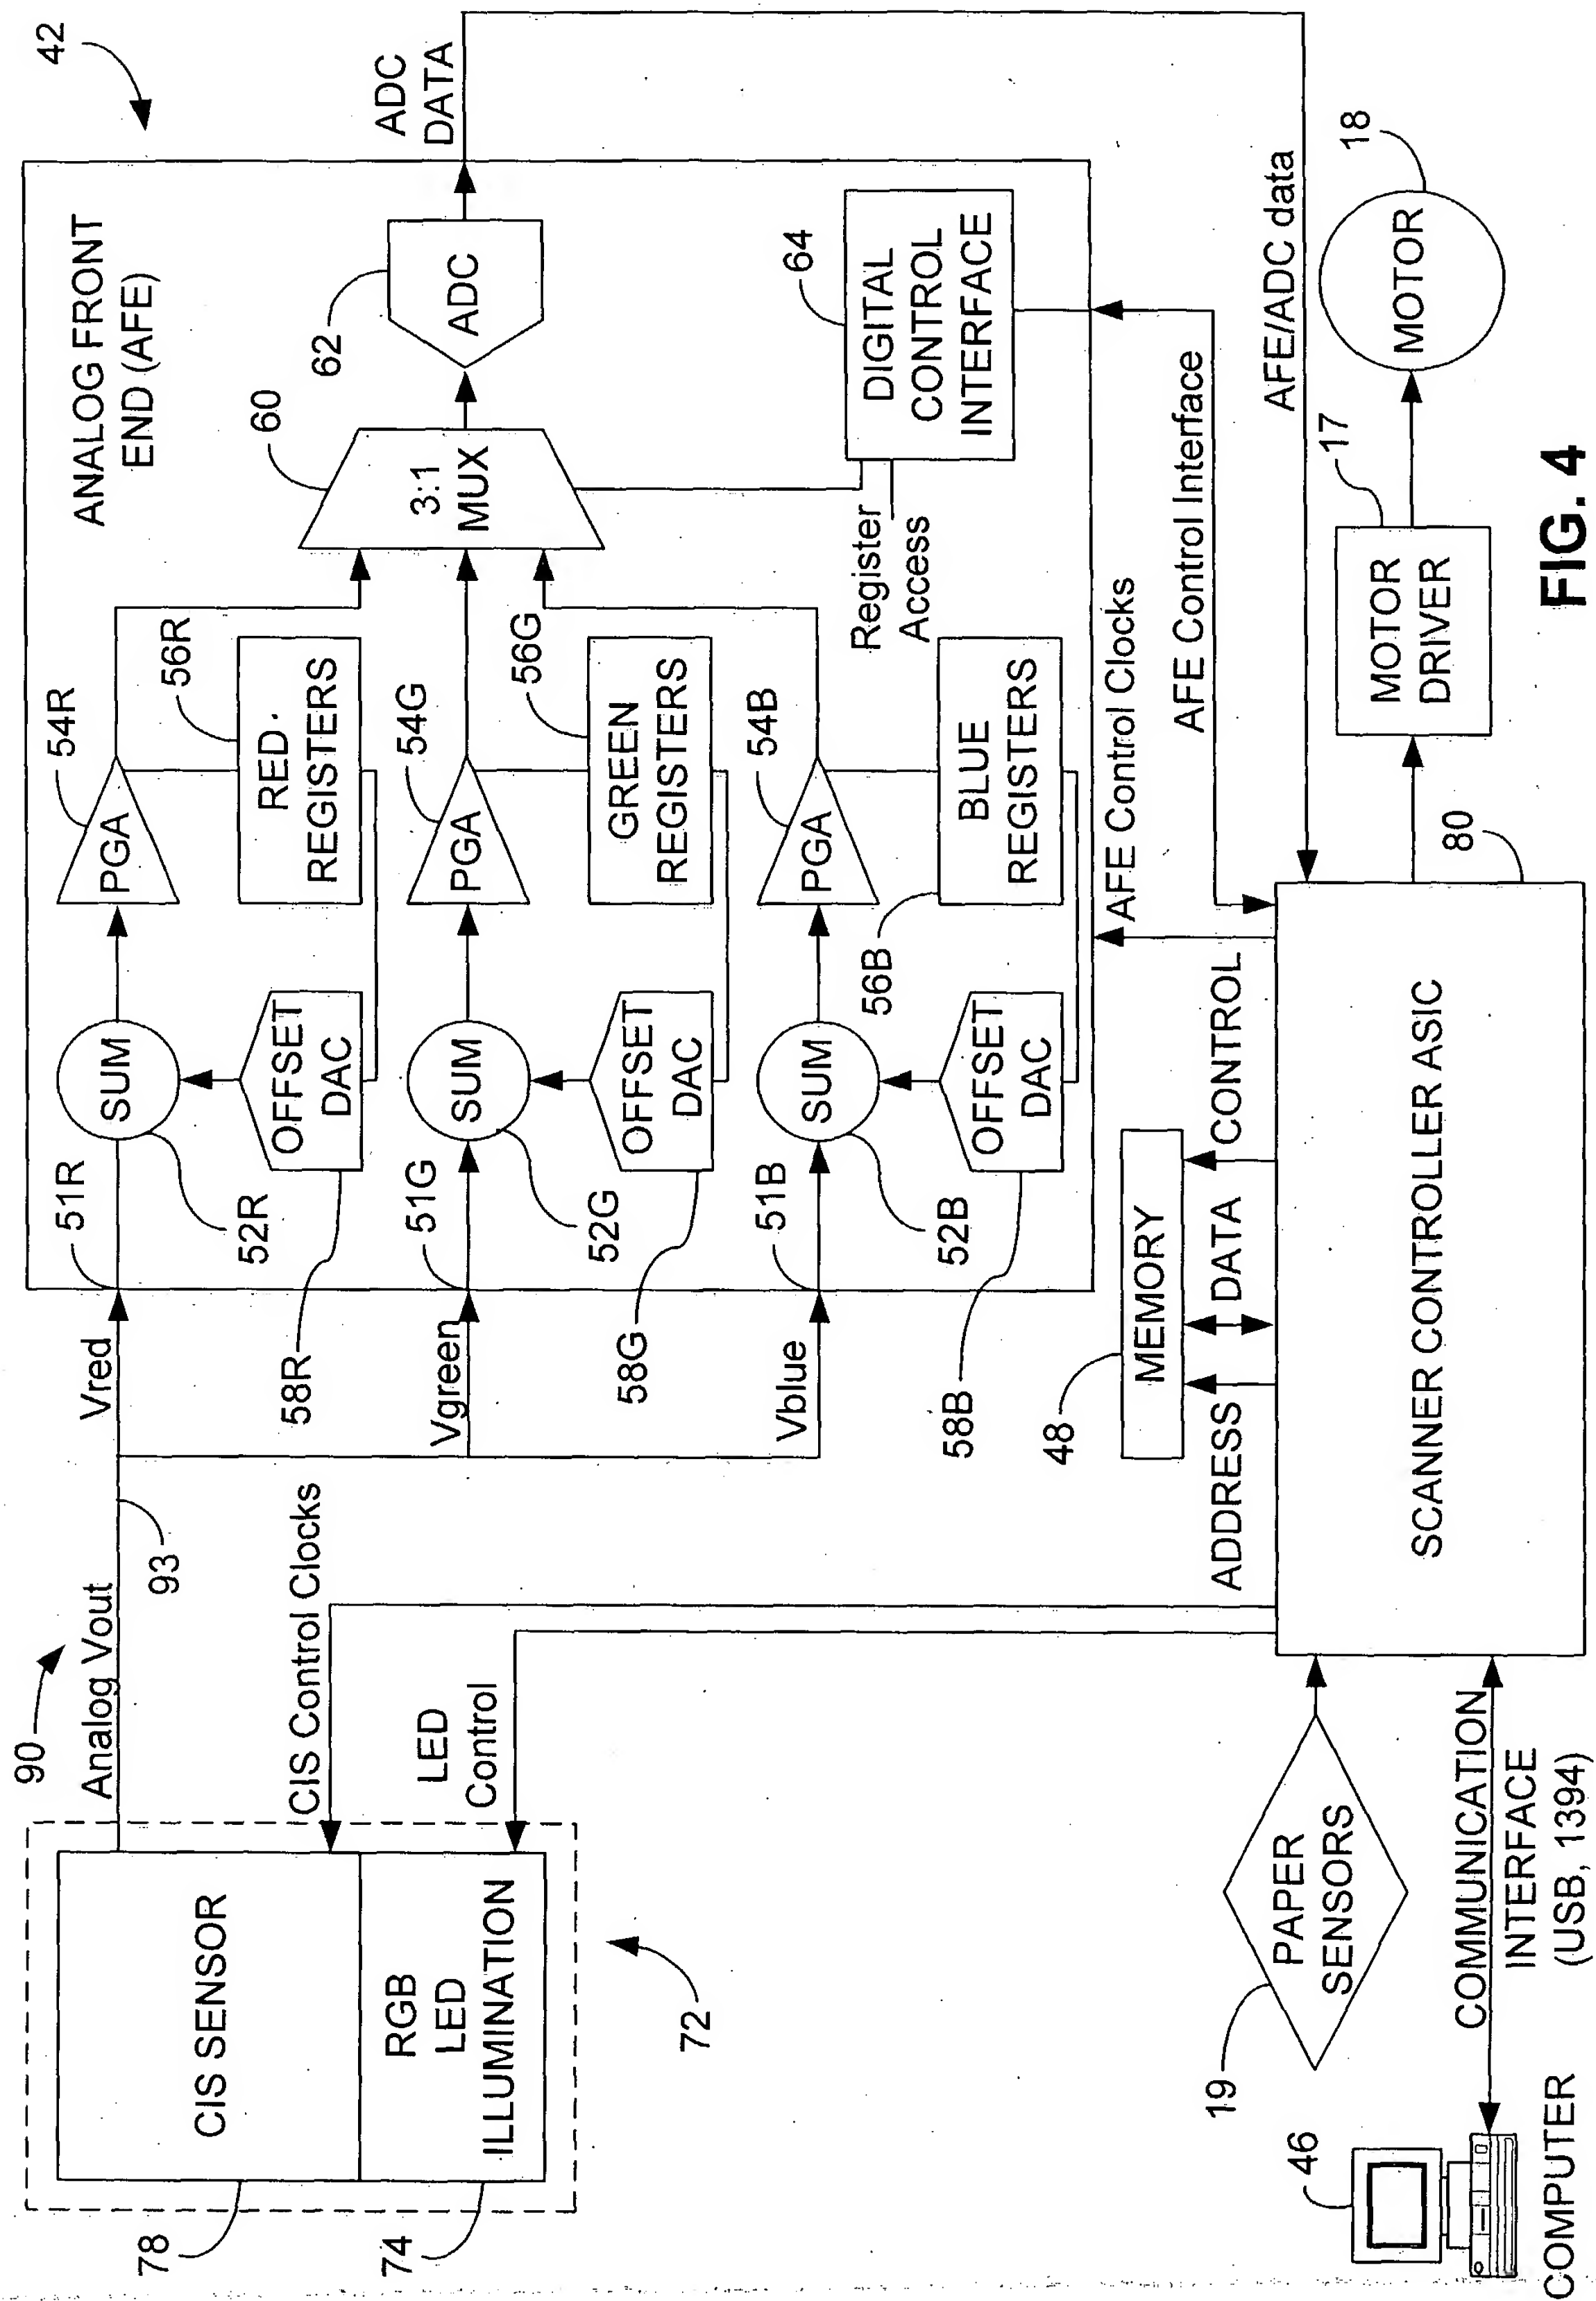 90
42
Analog Vout
93
Vred
Vgreen
Vblue
51R
51G
51B
ANALOG FRONT
END (AFE)
ADC
DATA
CIS SENSOR
78
RGB
LED
ILLUMINATION
74
72
CIS Control Clocks
LED
Control
SUM
52R
PGA
54R
OFFSET
DAC
58R
RED
REGISTERS
56R
SUM
52G
PGA
54G
OFFSET
DAC
58G
GREEN
REGISTERS
56G
SUM
52B
PGA
54B
OFFSET
DAC
58B
BLUE
REGISTERS
56B
3:1
MUX
60
ADC
62
DIGITAL
CONTROL
INTERFACE
64
Register
Access
AFE Control Clocks
AFE Control Interface
AFE/ADC data
MEMORY
48
ADDRESS
DATA
CONTROL
SCANNER CONTROLLER ASIC
80
MOTOR
DRIVER
17
MOTOR
18
PAPER
SENSORS
19
COMMUNICATION
INTERFACE
(USB, 1394)
46
COMPUTER
FIG. 4